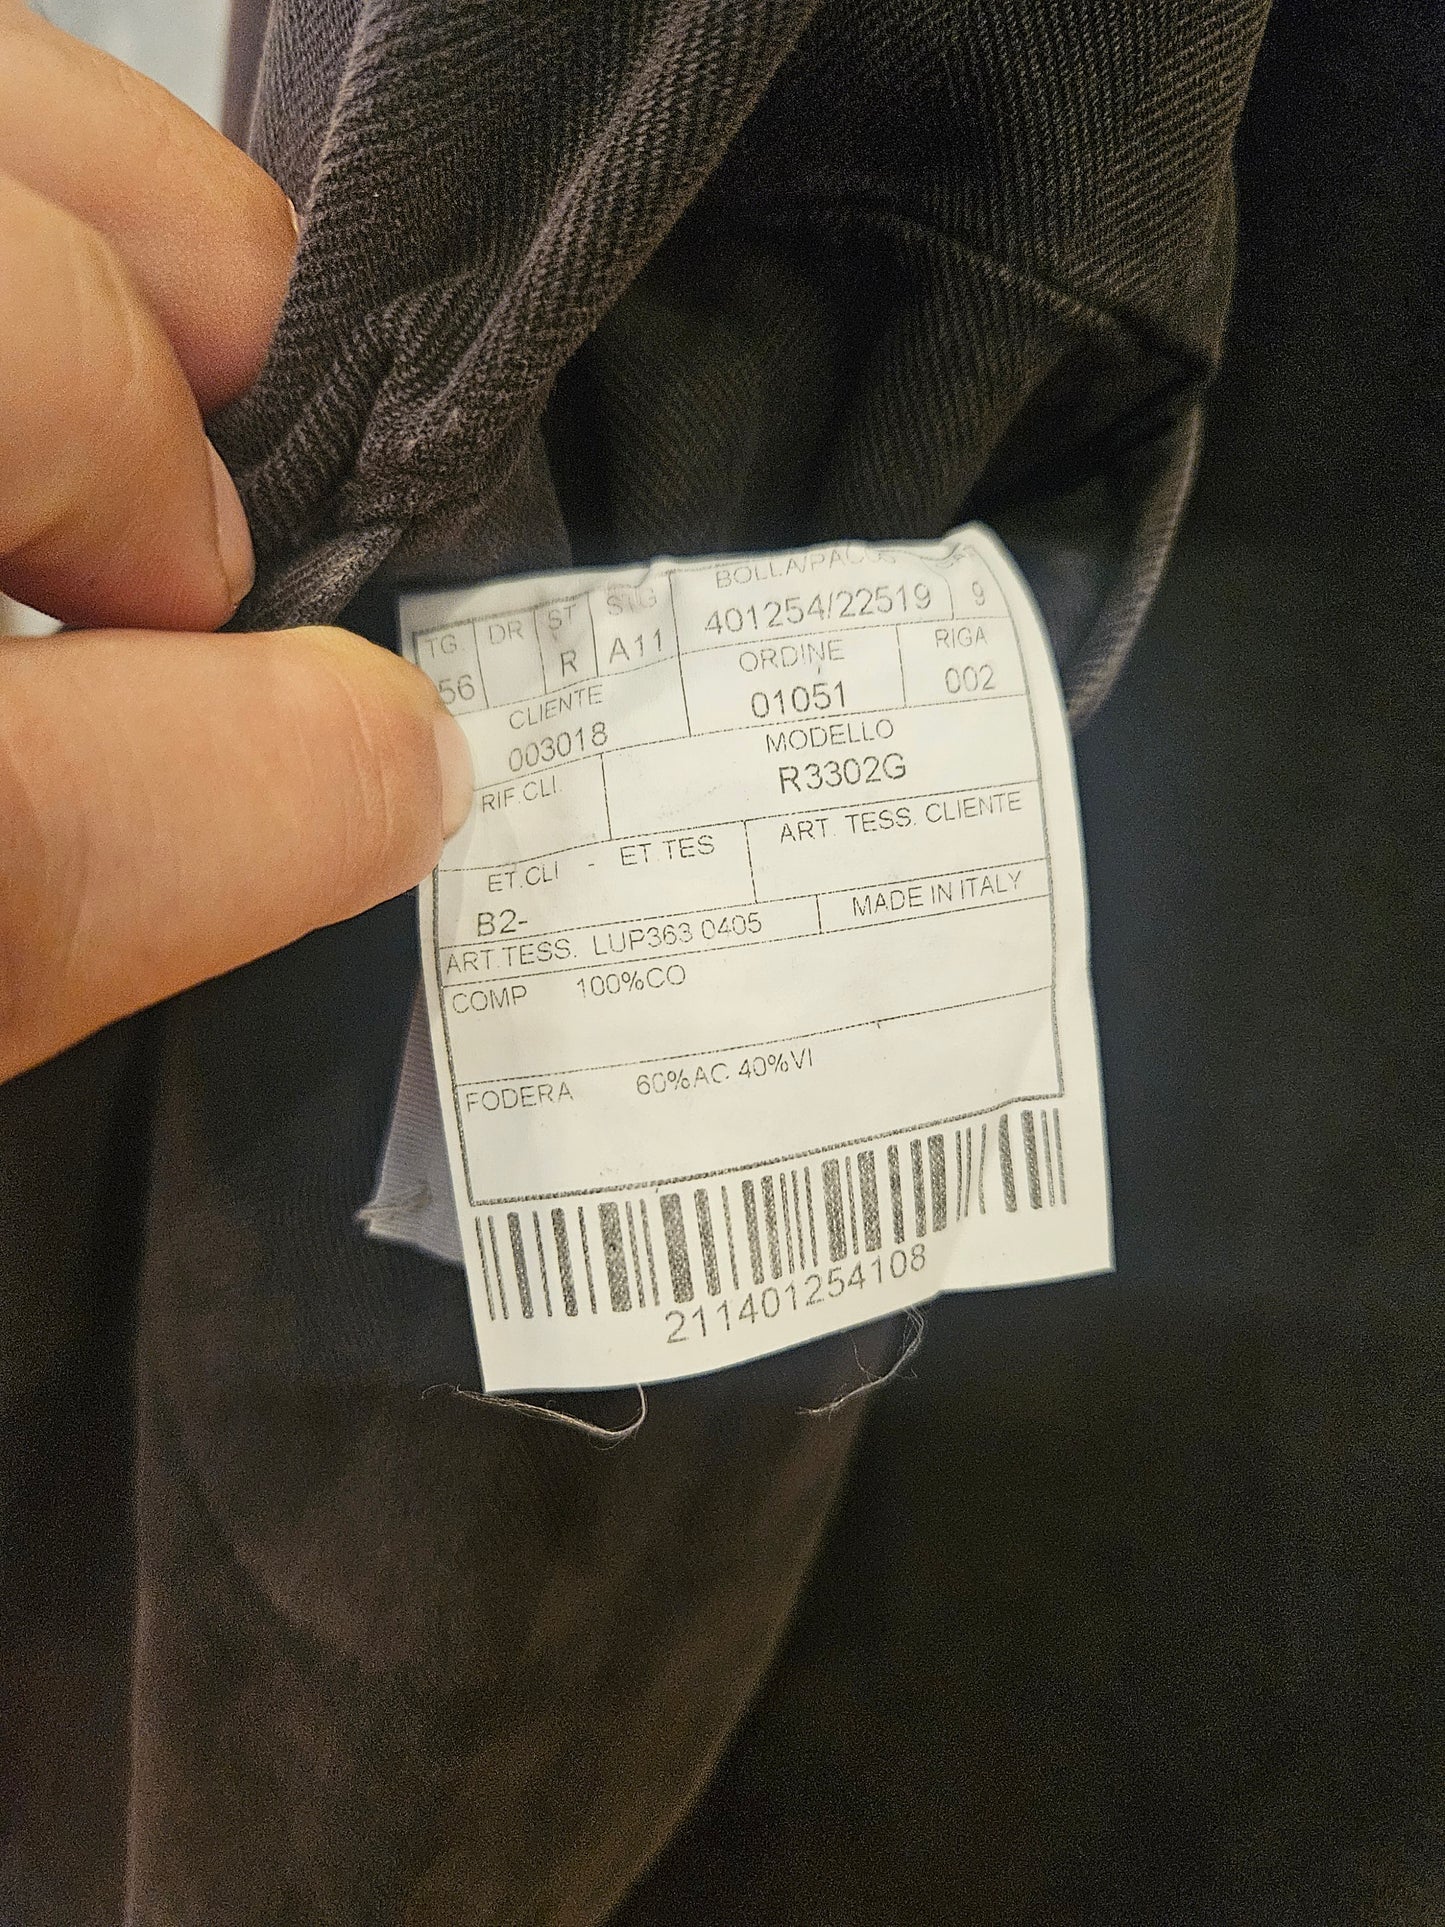 TG. DR ST STG BOLLA/PACCO
56 R A11 401254/22519 9
CLIENTE ORDINE RIGA
003018 01051 002
RIF.CLI. MODELLO
R3302G
ET.CLI - ET.TES ART. TESS. CLIENTE
B2-
ART.TESS. LUP363 0405 MADE IN ITALY
COMP 100%CO
FODERA 60%AC 40%VI
211401254108